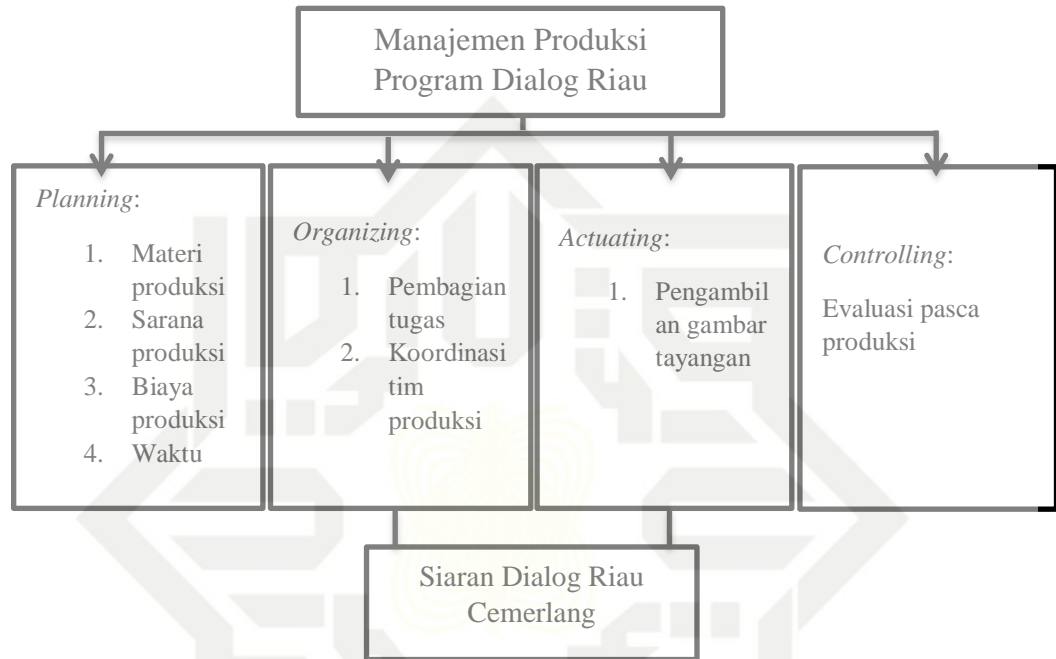 Manajemen Produksi
Program Dialog Riau
Planning:
1. Materi
produksi
2. Sarana
produksi
3. Biaya
produksi
4. Waktu
Organizing:
1. Pembagian
tugas
2. Koordinasi
tim
produksi
Actuating:
1. Pengambil
an gambar
tayangan
Controlling:
Evaluasi pasca
produksi
Siaran Dialog Riau
Cemerlang